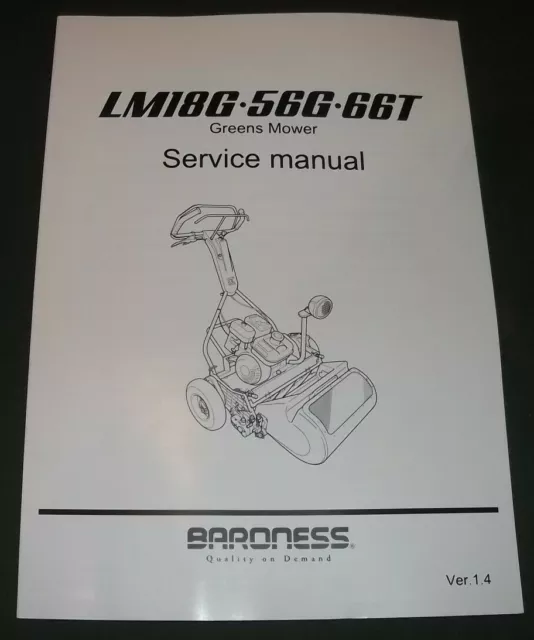 LM18G·56G·66T
Greens Mower
Service manual
BARONESS®
Quality on Demand
Ver.1.4